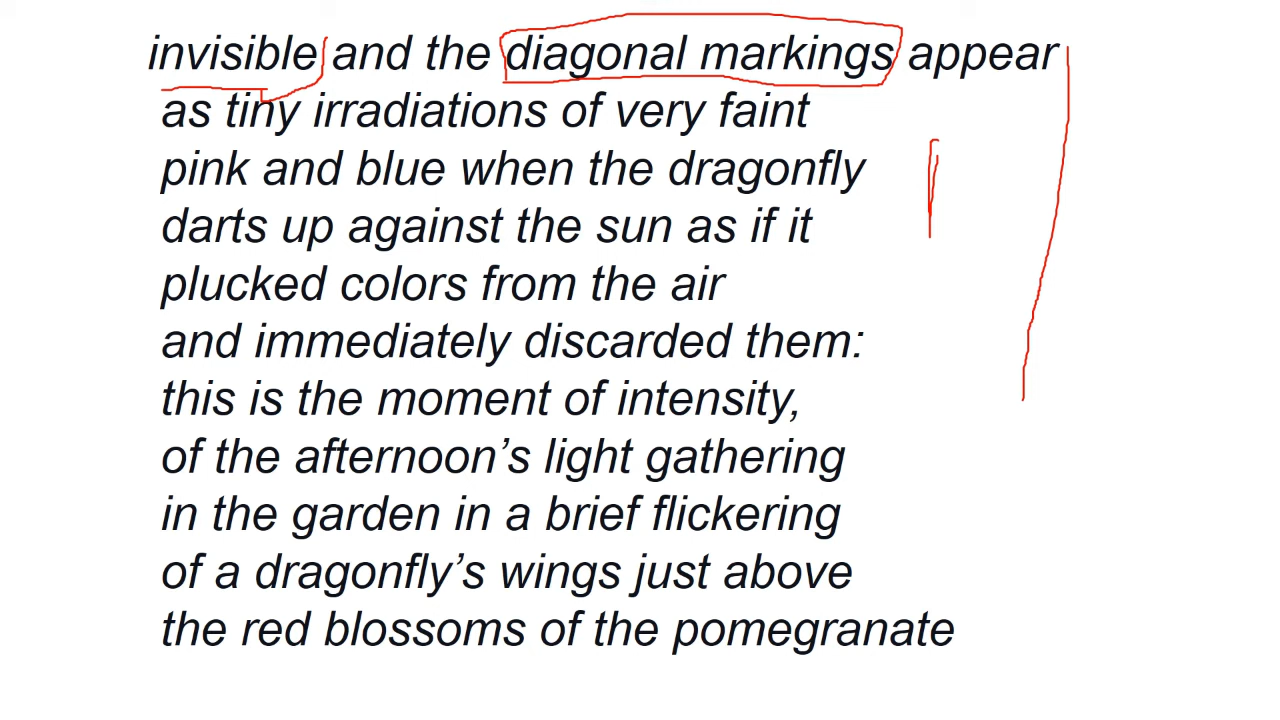 invisible and the diagonal markings appear
as tiny irradiations of very faint
pink and blue when the dragonfly
darts up against the sun as if it
plucked colors from the air
and immediately discarded them:
this is the moment of intensity,
of the afternoon’s light gathering
in the garden in a brief flickering
of a dragonfly’s wings just above
the red blossoms of the pomegranate